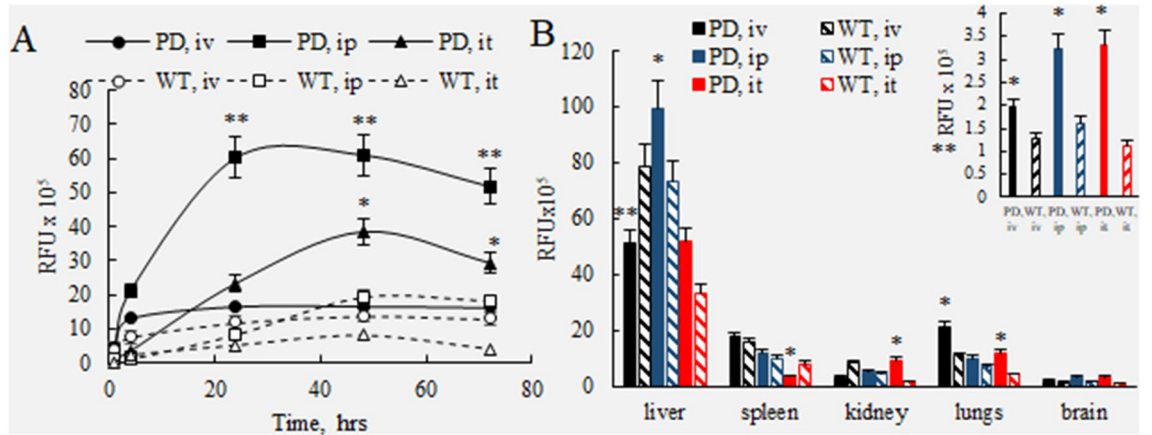 A
PD, iv PD, ip PD, it
WT, iv WT, ip WT, it
80
70
60
50
40
30
20
10
0
RFU x 10⁵
** ** ** * *
0 20 40 60 80
Time, hrs
B
PD, iv WT, iv
PD, ip WT, ip
PD, it WT, it
120
100
80
60
40
20
0
RFUx10⁵
** * * * * *
liver spleen kidney lungs brain
4
3.5
3
2.5
2
1.5
1
0.5
0
** RFU x 10⁵
* * *
PD, WT, PD, WT, PD, WT,
iv iv ip ip it it